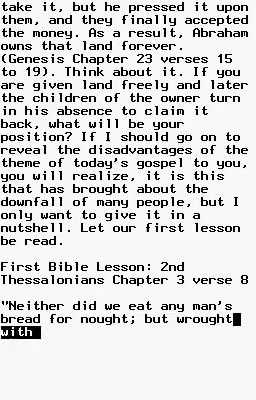 take it, but he pressed it upon
them, and they finally accepted
the money. As a result, Abraham
owns that land forever.
(Genesis Chapter 23 verses 15
to 19). Think about it. If you
are given land freely and later
the children of the owner turn
in his absence to claim it
back, what will be your
position? If I should go on to
reveal the disadvantages of the
theme of today's gospel to you,
you will realize, it is this
that has brought about the
downfall of many people, but I
only want to give it in a
nutshell. Let our first lesson
be read.
First Bible Lesson: 2nd
Thessalonians Chapter 3 verse 8
"Neither did we eat any man's
bread for nought; but wrought
with